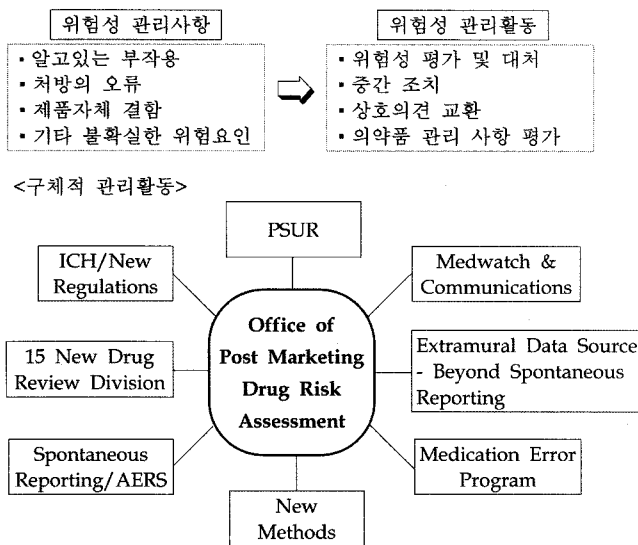 위험성 관리사항
▪ 알고있는 부작용
▪ 처방의 오류
▪ 제품자체 결함
▪ 기타 불확실한 위험요인
위험성 관리활동
▪ 위험성 평가 및 대처
▪ 중간 조치
▪ 상호의견 교환
▪ 의약품 관리 사항 평가
<구체적 관리활동>
PSUR
ICH/New
Regulations
Medwatch &
Communications
Office of
Post Marketing
Drug Risk
Assessment
15 New Drug
Review Division
Extramural Data Source
- Beyond Spontaneous
Reporting
Spontaneous
Reporting/AERS
Medication Error
Program
New
Methods